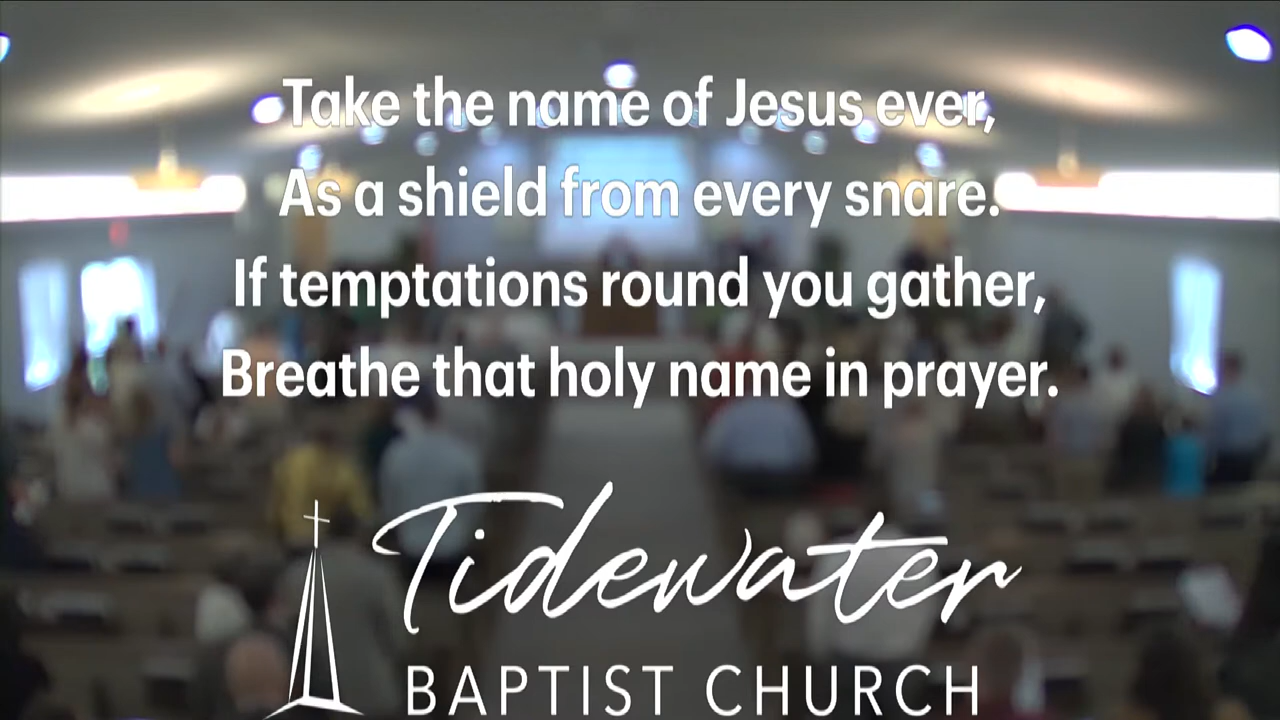 Take the name of Jesus ever,
As a shield from every snare.
If temptations round you gather,
Breathe that holy name in prayer.
Tidewater
BAPTIST CHURCH